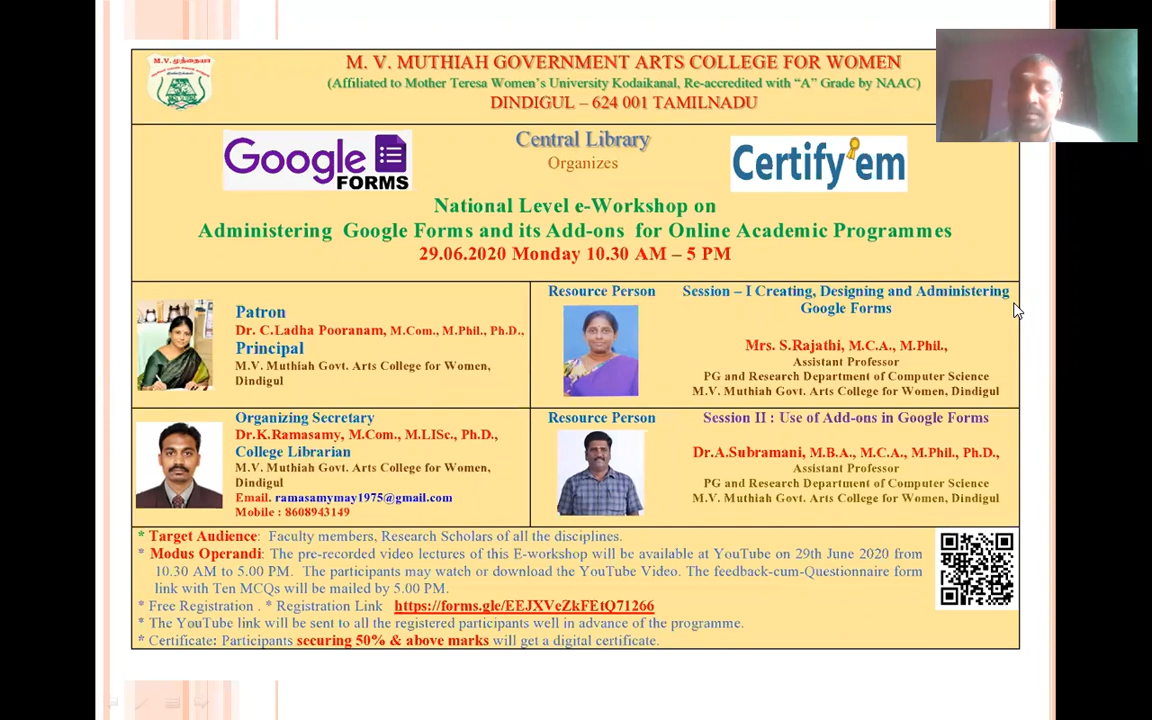 M.V.முத்தையா
M. V. MUTHIAH GOVERNMENT ARTS COLLEGE FOR WOMEN
(Affiliated to Mother Teresa Women's University Kodaikanal, Re-accredited with "A" Grade by NAAC)
DINDIGUL – 624 001 TAMILNADU
Google FORMS
Central Library
Organizes
Certify'em
National Level e-Workshop on
Administering Google Forms and its Add-ons for Online Academic Programmes
29.06.2020 Monday 10.30 AM – 5 PM
Patron
Dr. C.Ladha Pooranam, M.Com., M.Phil., Ph.D.,
Principal
M.V. Muthiah Govt. Arts College for Women,
Dindigul
Resource Person
Session – I Creating, Designing and Administering
Google Forms
Mrs. S.Rajathi, M.C.A., M.Phil.,
Assistant Professor
PG and Research Department of Computer Science
M.V. Muthiah Govt. Arts College for Women, Dindigul
Organizing Secretary
Dr.K.Ramasamy, M.Com., M.LISc., Ph.D.,
College Librarian
M.V. Muthiah Govt. Arts College for Women,
Dindigul
Email. ramasamymay1975@gmail.com
Mobile : 8608943149
Resource Person
Session II : Use of Add-ons in Google Forms
Dr.A.Subramani, M.B.A., M.C.A., M.Phil., Ph.D.,
Assistant Professor
PG and Research Department of Computer Science
M.V. Muthiah Govt. Arts College for Women, Dindigul
* Target Audience: Faculty members, Research Scholars of all the disciplines.
* Modus Operandi: The pre-recorded video lectures of this E-workshop will be available at YouTube on 29th June 2020 from
10.30 AM to 5.00 PM. The participants may watch or download the YouTube Video. The feedback-cum-Questionnaire form
link with Ten MCQs will be mailed by 5.00 PM.
* Free Registration . * Registration Link https://forms.gle/EEJXVeZkFEtQ71266
* The YouTube link will be sent to all the registered participants well in advance of the programme.
* Certificate: Participants securing 50% & above marks will get a digital certificate.